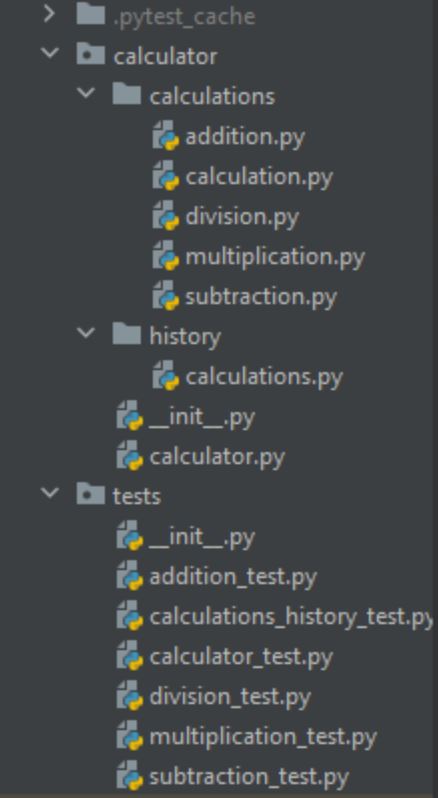 .pytest_cache
calculator
calculations
addition.py
calculation.py
division.py
multiplication.py
subtraction.py
history
calculations.py
__init__.py
calculator.py
tests
__init__.py
addition_test.py
calculations_history_test.py
calculator_test.py
division_test.py
multiplication_test.py
subtraction_test.py